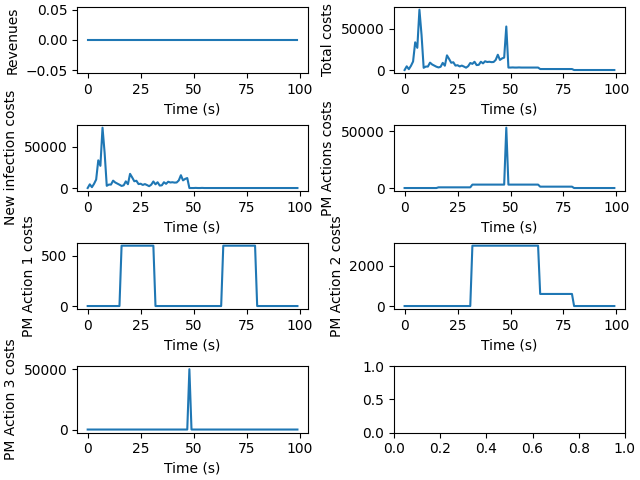 Revenues
0.05
0.00
−0.05
0 25 50 75 100
Time (s)
Total costs
50000
0
0 25 50 75 100
Time (s)
New infection costs
50000
0
0 25 50 75 100
Time (s)
PM Actions costs
50000
0
0 25 50 75 100
Time (s)
PM Action 1 costs
500
0
0 25 50 75 100
Time (s)
PM Action 2 costs
2000
0
0 25 50 75 100
Time (s)
PM Action 3 costs
50000
0
0 25 50 75 100
Time (s)
1.0
0.5
0.0
0.0 0.2 0.4 0.6 0.8 1.0